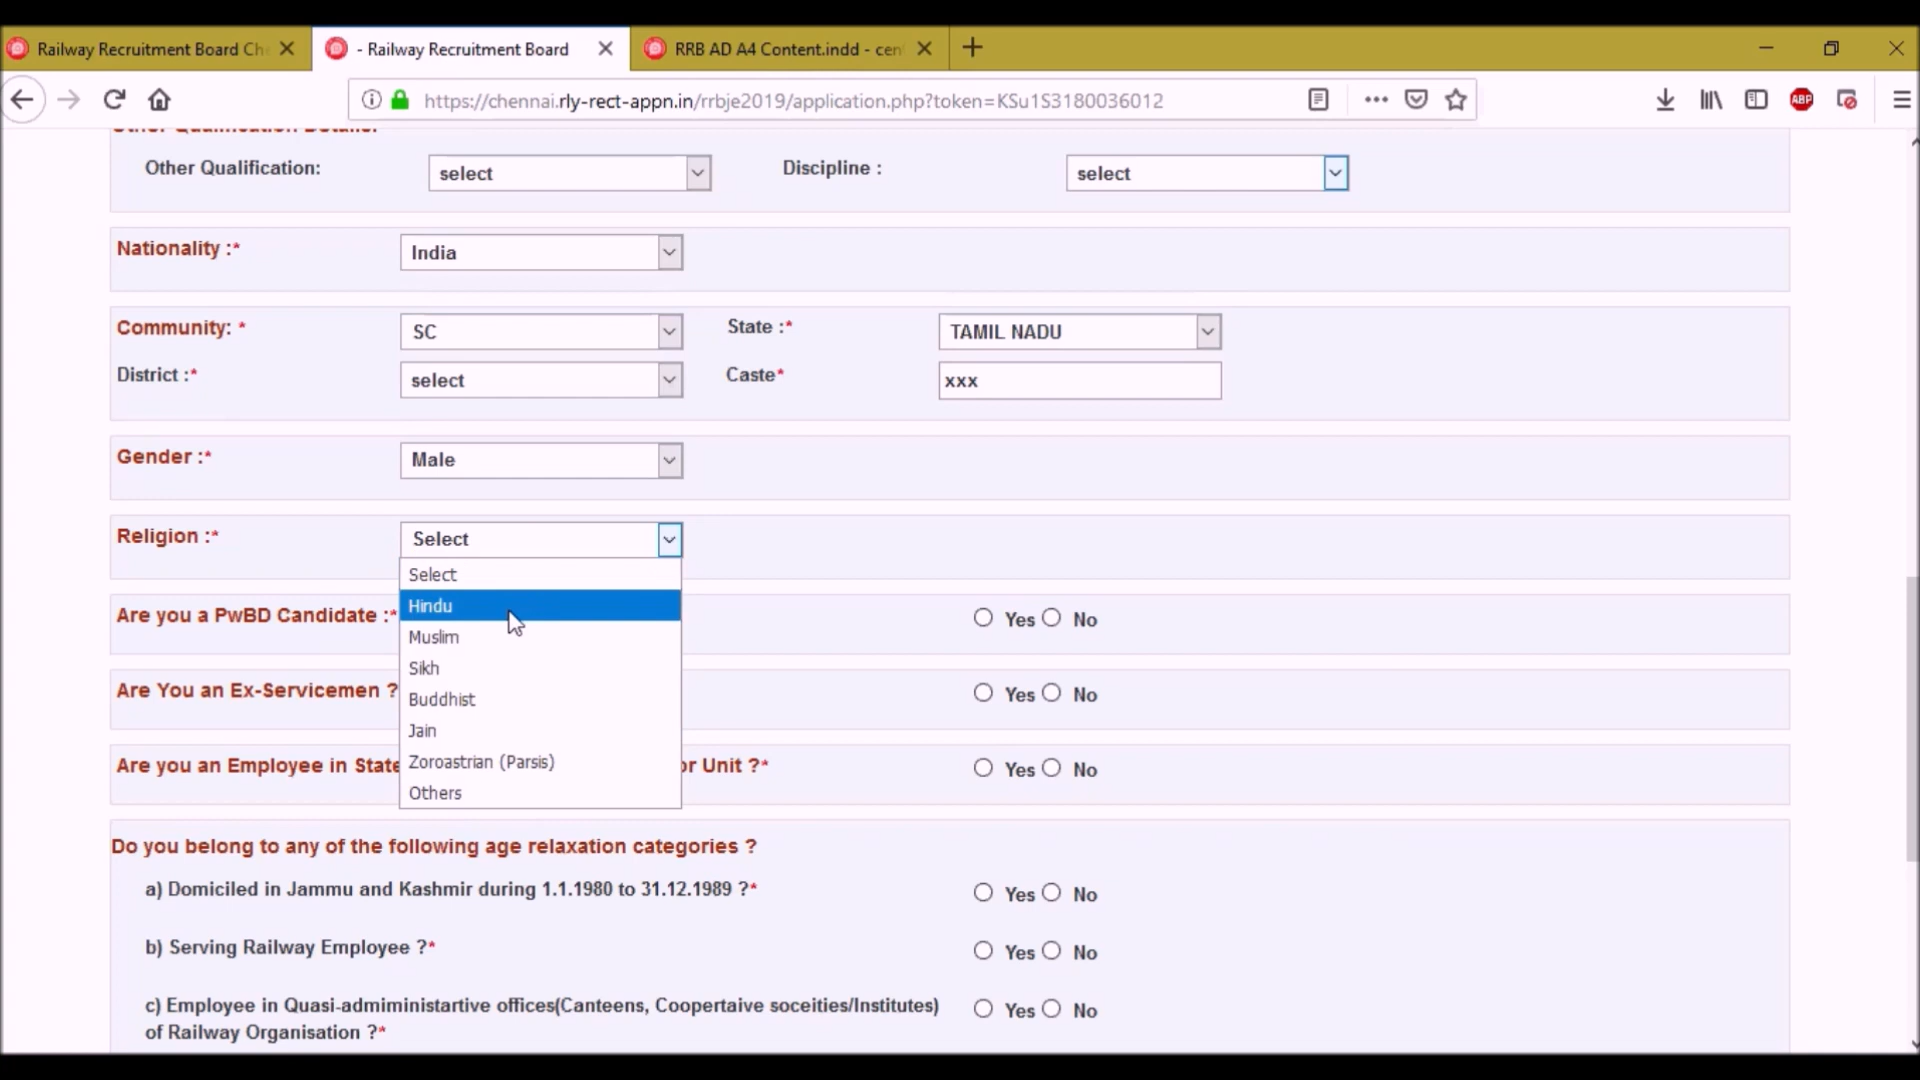 Railway Recruitment Board Che
- Railway Recruitment Board
RRB AD A4 Content.indd - cen
https://chennai.rly-rect-appn.in/rrbje2019/application.php?token=KSu1S3180036012
ABP
Other Qualification Details:
Other Qualification: select Discipline : select
Nationality :* India
Community: * SC State :* TAMIL NADU
District :* select Caste* xxx
Gender :* Male
Religion :* Select
Select
Hindu
Muslim
Sikh
Buddhist
Jain
Zoroastrian (Parsis)
Others
Are you a PwBD Candidate :* Yes No
Are You an Ex-Servicemen ? Yes No
Are you an Employee in State or Unit ?* Yes No
Do you belong to any of the following age relaxation categories ?
a) Domiciled in Jammu and Kashmir during 1.1.1980 to 31.12.1989 ?* Yes No
b) Serving Railway Employee ?* Yes No
c) Employee in Quasi-admiministartive offices(Canteens, Coopertaive soceities/Institutes) Yes No
of Railway Organisation ?*